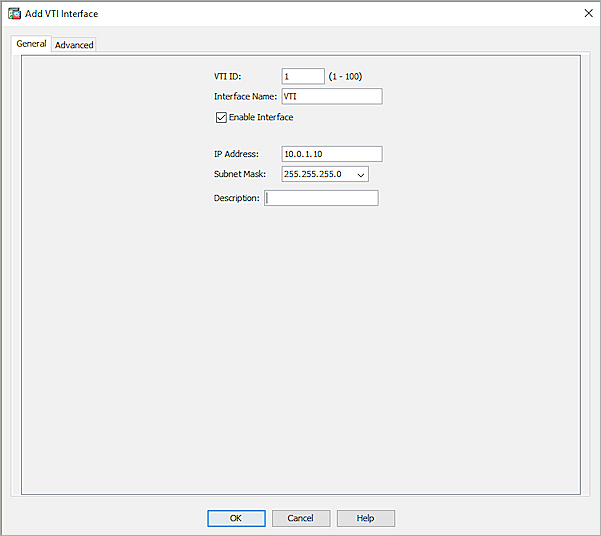 Add VTI Interface
General Advanced
VTI ID: 1 (1 - 100)
Interface Name: VTI
Enable Interface
IP Address: 10.0.1.10
Subnet Mask: 255.255.255.0
Description:
OK Cancel Help